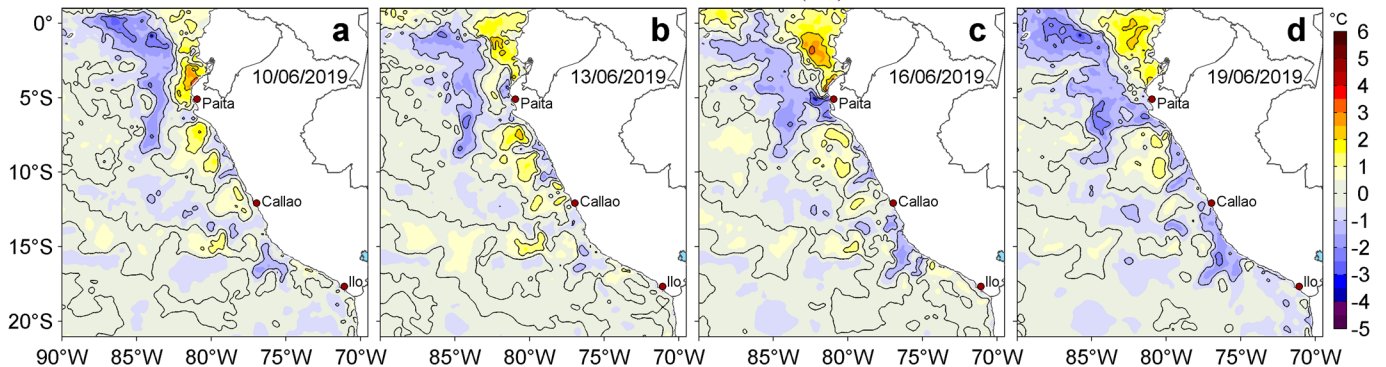 a
b
c
d
°C
10/06/2019
13/06/2019
16/06/2019
19/06/2019
0°
5°S
10°S
15°S
20°S
Paita
Callao
Ilo
Paita
Callao
Ilo
Paita
Callao
Ilo
Paita
Callao
Ilo
90°W
85°W
80°W
75°W
70°W
85°W
80°W
75°W
70°W
85°W
80°W
75°W
70°W
85°W
80°W
75°W
70°W
6
5
4
3
2
1
0
-1
-2
-3
-4
-5